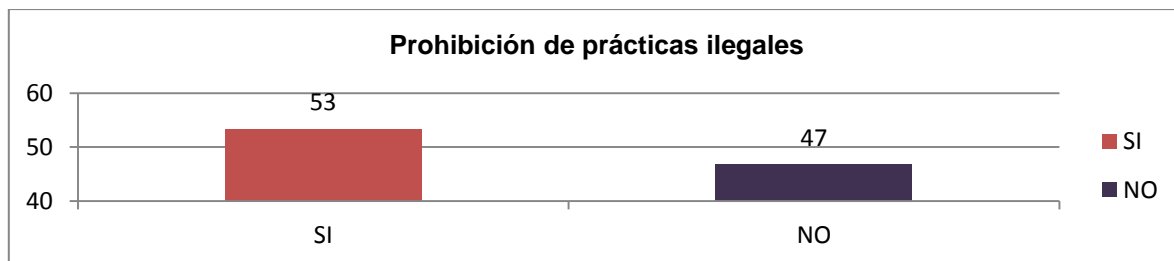 Prohibición de prácticas ilegales
60
53
50
47
40
SI
NO
SI
NO